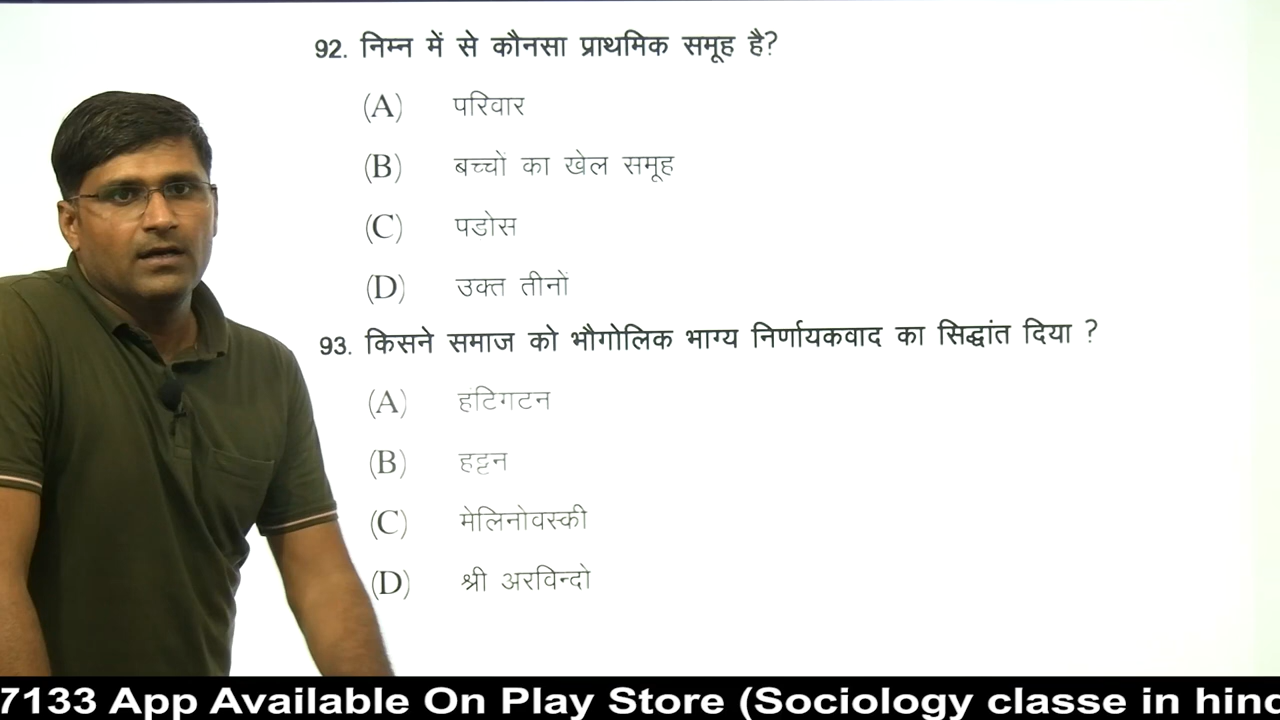 92. निम्न में से कौनसा प्राथमिक समूह है?
(A) परिवार
(B) बच्चों का खेल समूह
(C) पडोस
(D) उक्त तीनों
93. किसने समाज को भौगोलिक भाग्य निर्णायकवाद का सिद्धांत दिया ?
(A) हंटिगटन
(B) हट्टन
(C) मेलिनोवस्की
(D) श्री अरविन्दो
7133 App Available On Play Store (Sociology classe in hind